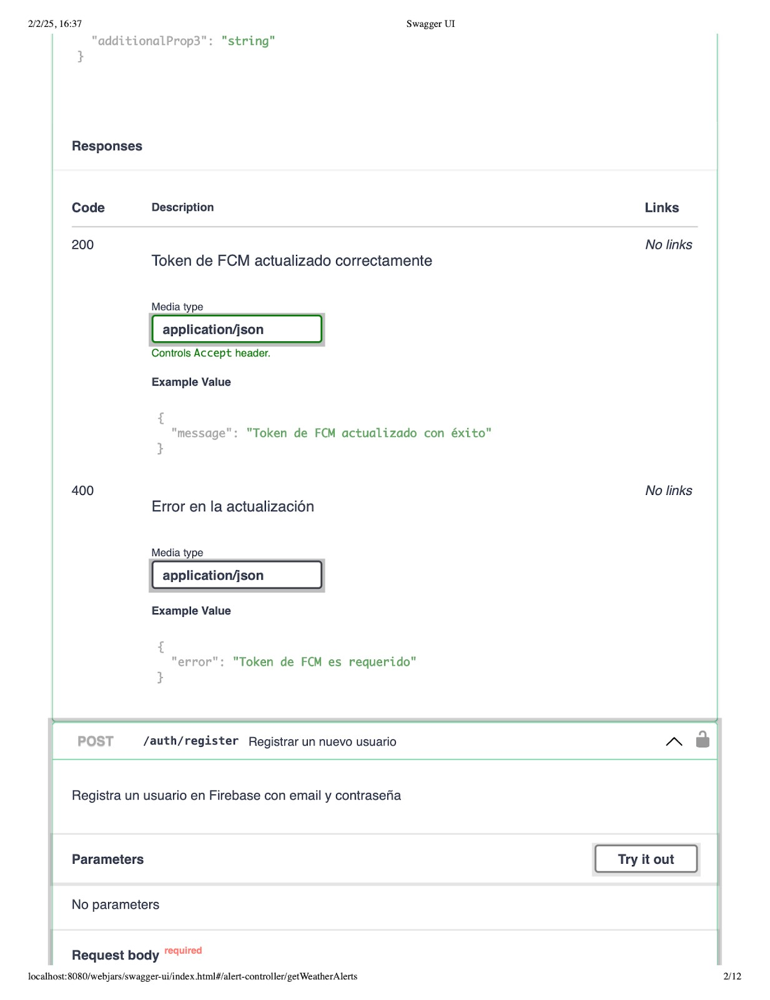 2/2/25, 16:37
Swagger UI
"additionalProp3": "string"
}
Responses
Code Description Links
200 No links
Token de FCM actualizado correctamente
Media type
application/json
Controls Accept header.
Example Value
{
"message": "Token de FCM actualizado con éxito"
}
400 No links
Error en la actualización
Media type
application/json
Example Value
{
"error": "Token de FCM es requerido"
}
POST /auth/register Registrar un nuevo usuario
Registra un usuario en Firebase con email y contraseña
Parameters Try it out
No parameters
Request body required
localhost:8080/webjars/swagger-ui/index.html#/alert-controller/getWeatherAlerts 2/12